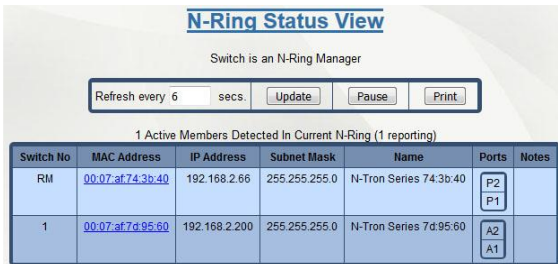 N-Ring Status View
Switch is an N-Ring Manager
Refresh every 6 secs. Update Pause Print
1 Active Members Detected In Current N-Ring (1 reporting)
Switch No MAC Address IP Address Subnet Mask Name Ports Notes
RM 00:07:af:74:3b:40 192.168.2.66 255.255.255.0 N-Tron Series 74:3b:40 P2
P1
1 00:07:af:7d:95:60 192.168.2.200 255.255.255.0 N-Tron Series 7d:95:60 A2
A1